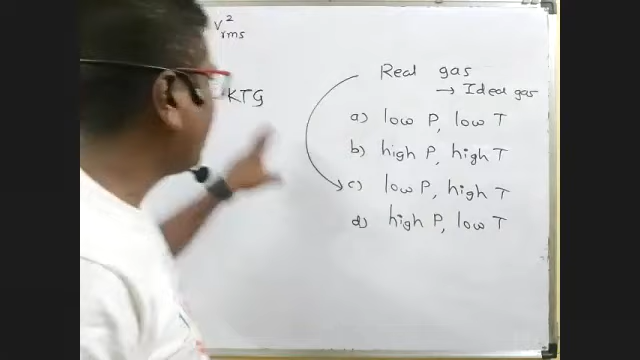 V²rms
KTG
Real gas
→ Ideal gas
a) low P, low T
b) high P, high T
c) low P, high T
d) high P, low T